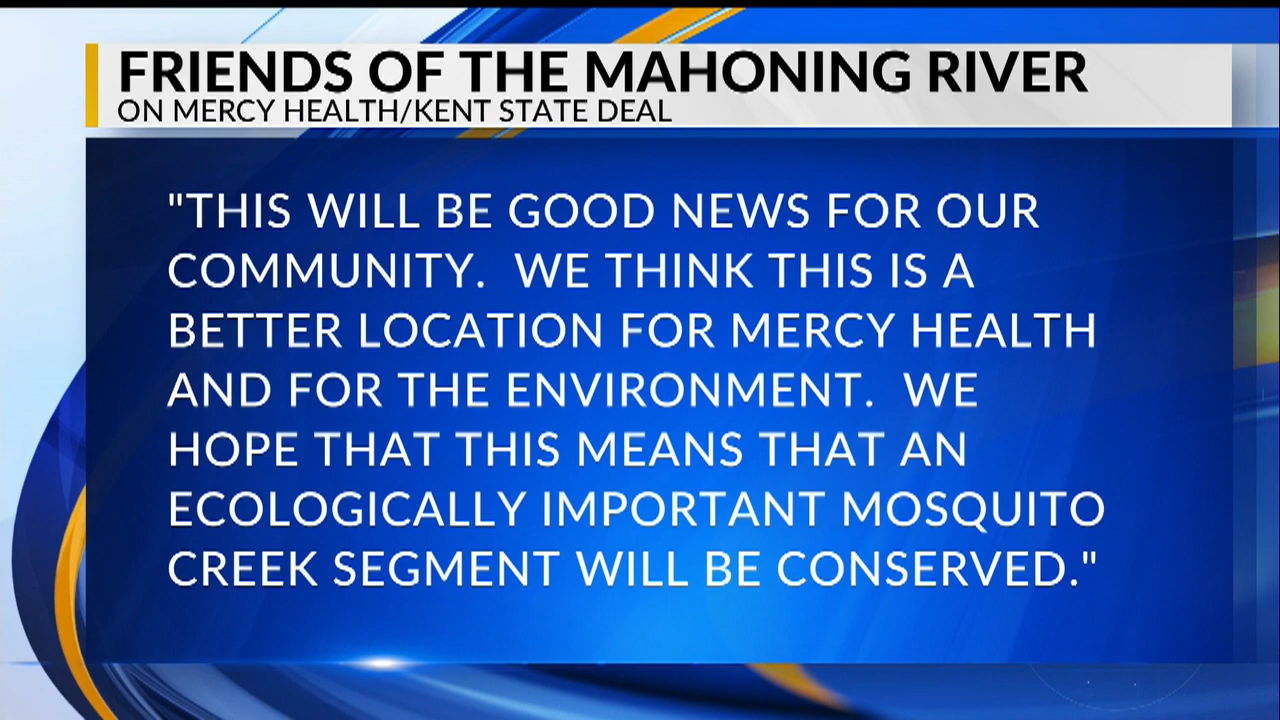 FRIENDS OF THE MAHONING RIVER
ON MERCY HEALTH/KENT STATE DEAL
"THIS WILL BE GOOD NEWS FOR OUR
COMMUNITY.  WE THINK THIS IS A
BETTER LOCATION FOR MERCY HEALTH
AND FOR THE ENVIRONMENT.  WE
HOPE THAT THIS MEANS THAT AN
ECOLOGICALLY IMPORTANT MOSQUITO
CREEK SEGMENT WILL BE CONSERVED."